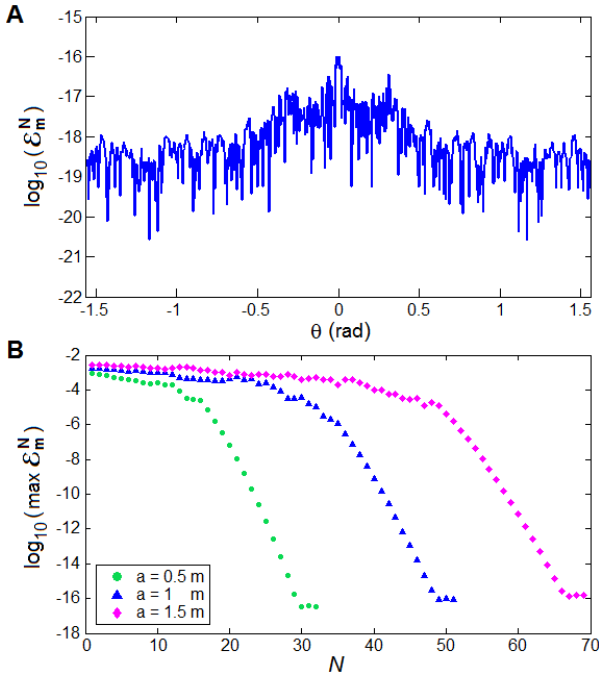 A
-15
-16
-17
-18
-19
-20
-21
-22
log10(ℰ_m^N)
-1.5 -1 -0.5 0 0.5 1 1.5
θ (rad)
B
-2
-4
-6
-8
-10
-12
-14
-16
-18
log10(max ℰ_m^N)
a = 0.5 m
a = 1 m
a = 1.5 m
0 10 20 30 40 50 60 70
N